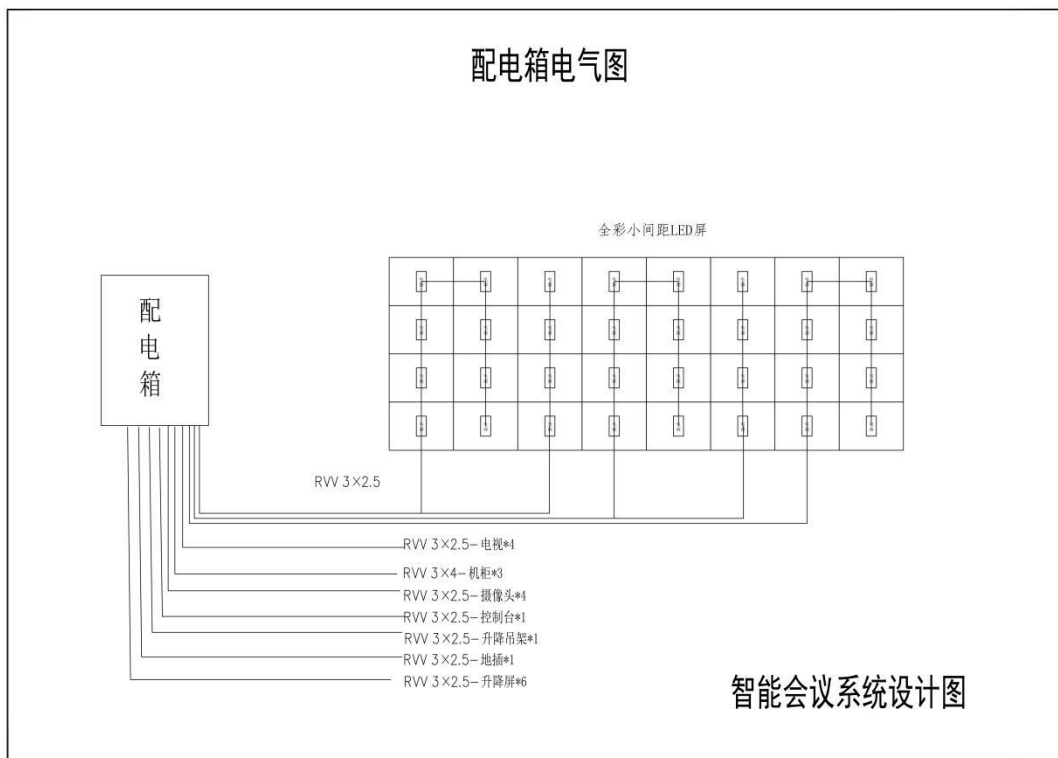 配电箱电气图
全彩小间距LED屏
配电箱
RVV 3×2.5
RVV 3×2.5-电视*4
RVV 3×4-机柜*3
RVV 3×2.5-摄像头*4
RVV 3×2.5-控制台*1
RVV 3×2.5-升降吊架*1
RVV 3×2.5-地插*1
RVV 3×2.5-升降屏*6
智能会议系统设计图